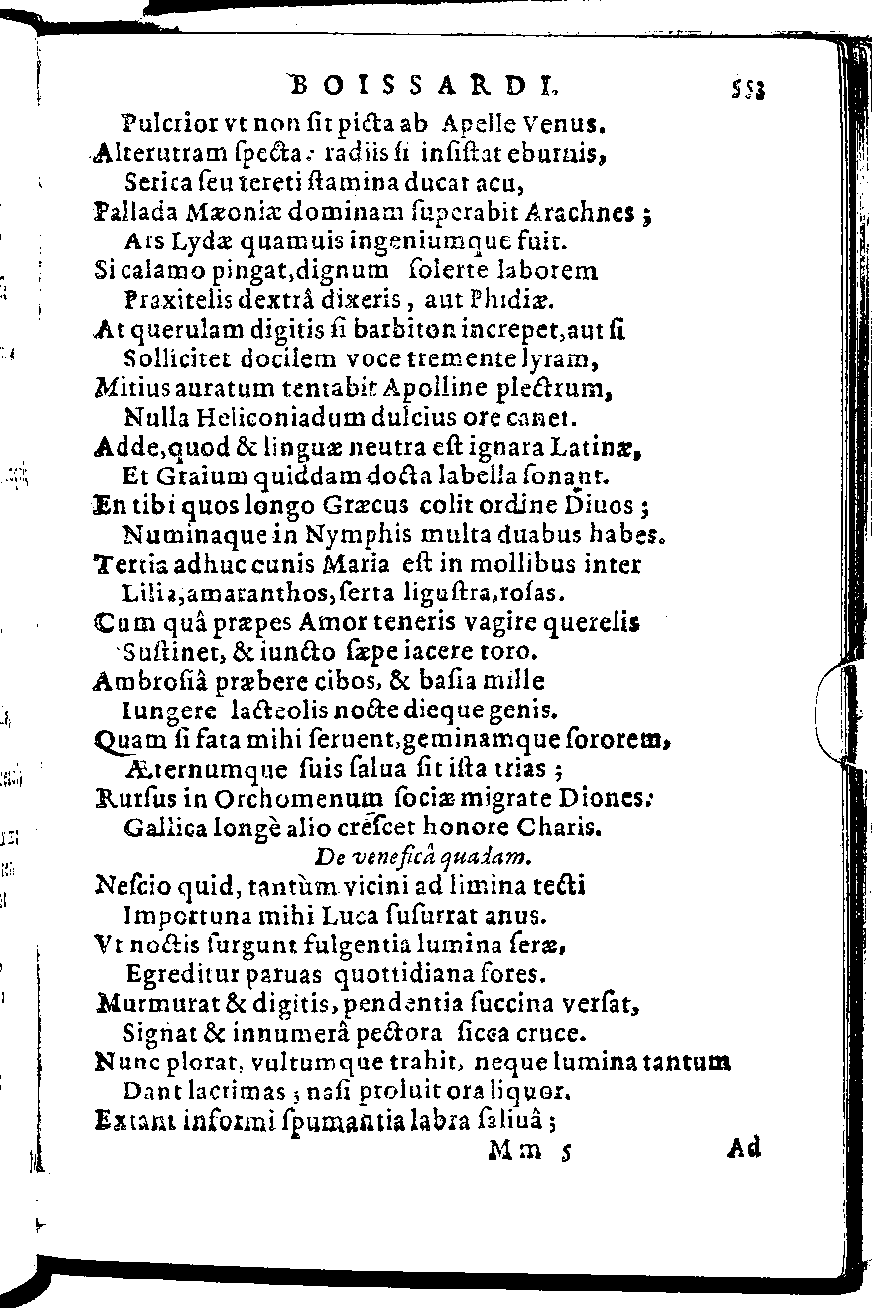 BOISSARDI. 553
Pulcrior vt non ſit picta ab Apelle Venus.
Alterutram ſpecta: radiis ſi inſiſtat eburnis,
Serica ſeu tereti ſtamina ducat acu,
Pallada Mæoniæ dominam ſuperabit Arachnes;
Ars Lydæ quamuis ingeniumque fuit.
Si calamo pingat, dignum ſolerte laborem
Praxitelis dextrâ dixeris, aut Phidiæ.
At querulam digitis ſi barbiton increpet, aut ſi
Sollicitet docilem voce tremente lyram,
Mitius auratum tentabit Apolline plectrum,
Nulla Heliconiadum dulcius ore canet.
Adde, quod & linguæ neutra eſt ignara Latinæ,
Et Graium quiddam docta labella ſonant.
En tibi quos longo Græcus colit ordine Diuos;
Numinaque in Nymphis multa duabus habes.
Tertia adhuc cunis Maria eſt in mollibus inter
Lilia, amaranthos, ſerta liguſtra, roſas.
Cum quâ præpes Amor teneris vagire querelis
Suſtinet, & iuncto ſæpe iacere toro.
Ambroſiâ præbere cibos, & baſia mille
Iungere lacteolis nocte dieque genis.
Quam ſi fata mihi ſeruent, geminamque ſororem,
Æternumque ſuis ſalua ſit iſta trias;
Rurſus in Orchomenum ſociæ migrate Diones:
Gallica longè alio creſcet honore Charis.
De veneficâ quadam.
Neſcio quid, tantùm vicini ad limina tecti
Importuna mihi Luca ſuſurrat anus.
Vt noctis ſurgunt fulgentia lumina ſeræ,
Egreditur paruas quottidiana fores.
Murmurat & digitis, pendentia ſuccina verſat,
Signat & innumerâ pectora ſicca cruce.
Nunc plorat, vultumque trahit, neque lumina tantum
Dant lacrimas; naſi proluit ora liquor.
Extant informi ſpumantia labra ſaliuâ;
Mm 5 Ad